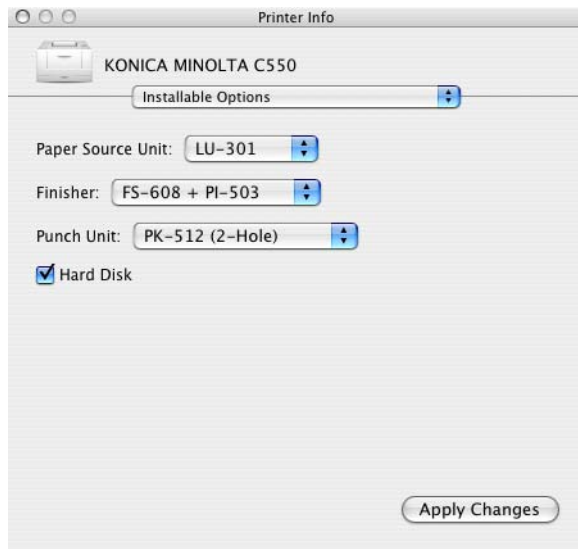 Printer Info
KONICA MINOLTA C550
Installable Options
Paper Source Unit: LU-301
Finisher: FS-608 + PI-503
Punch Unit: PK-512 (2-Hole)
Hard Disk
Apply Changes